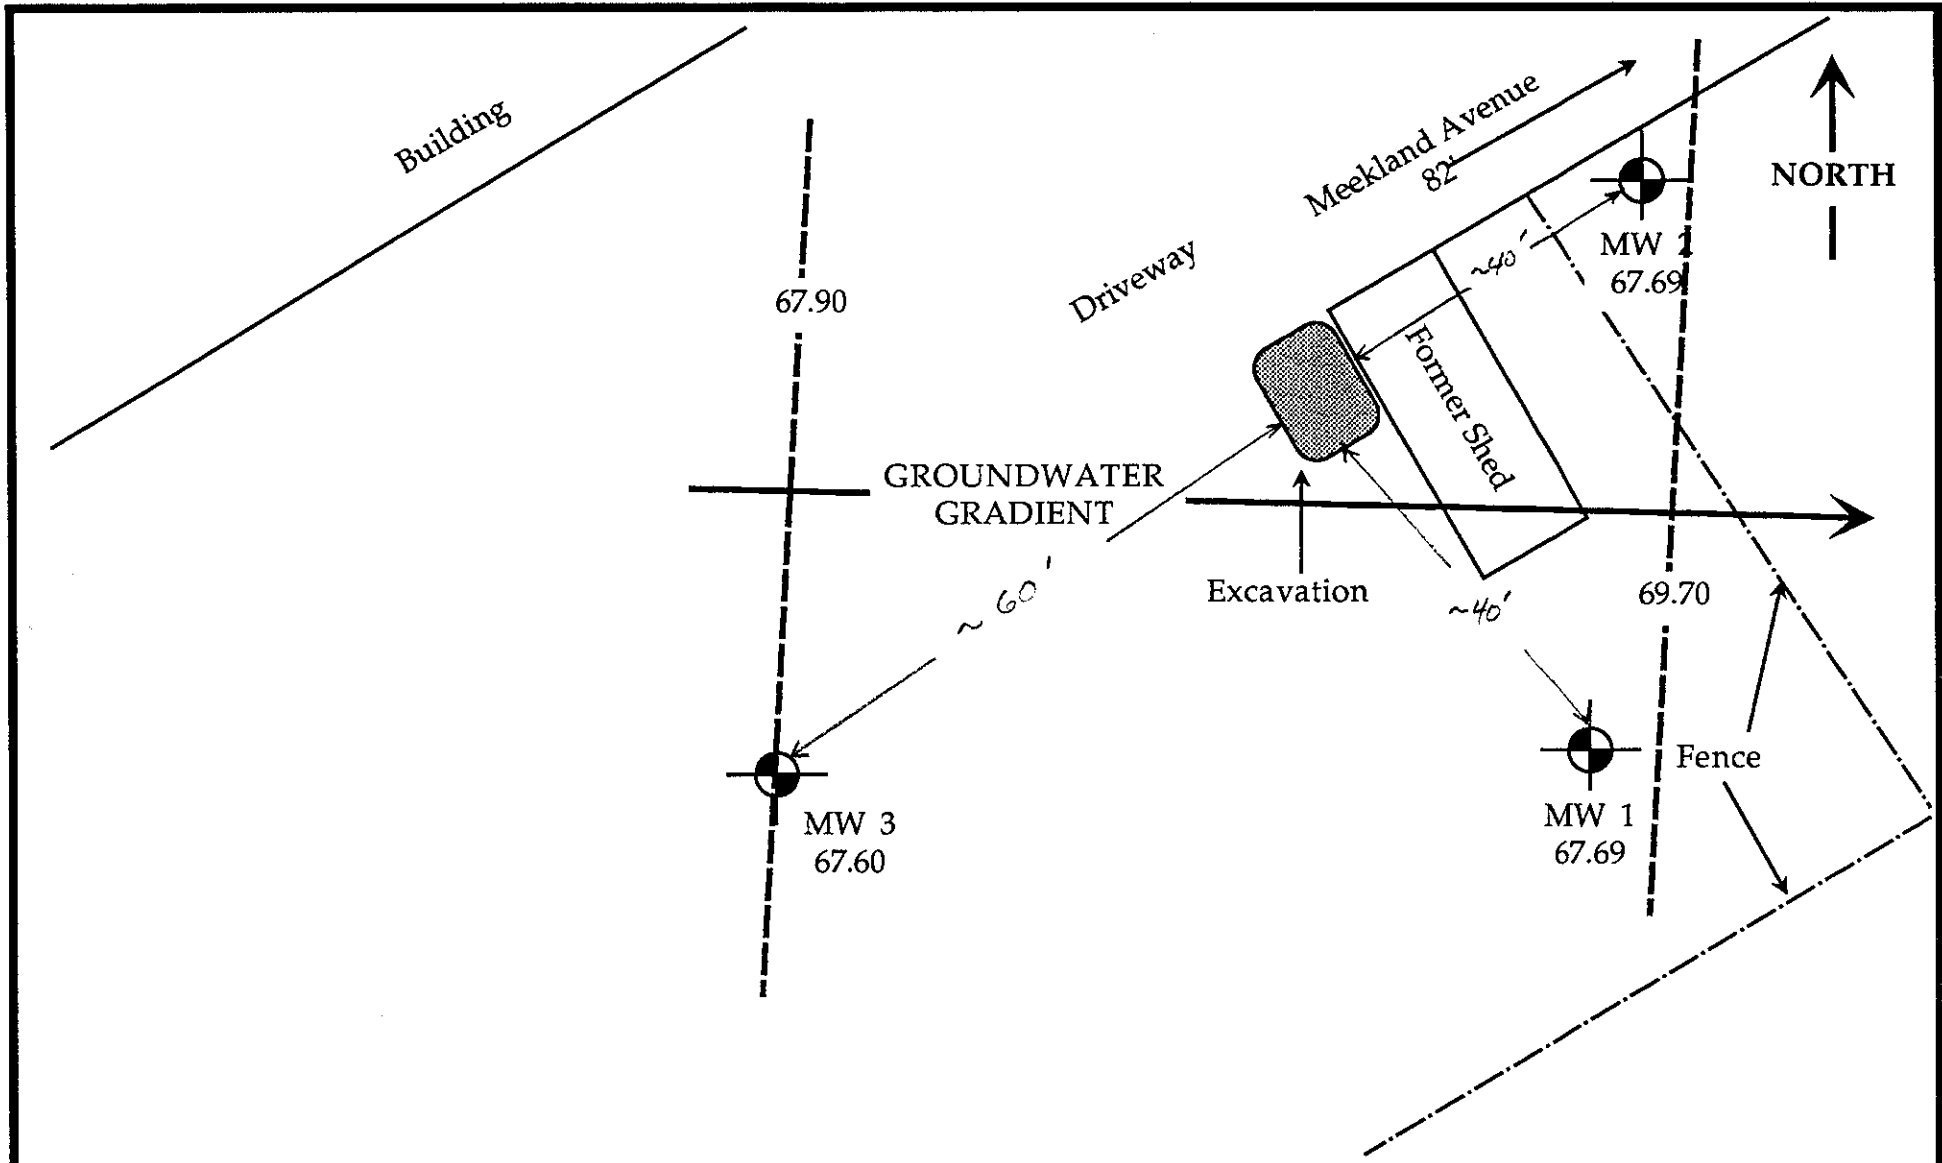 Building
Meekland Avenue
82'
NORTH
Driveway
~40'
MW 2
67.69
67.90
Former Shed
GROUNDWATER
GRADIENT
~ 60'
Excavation
~40'
69.70
Fence
MW 3
67.60
MW 1
67.69